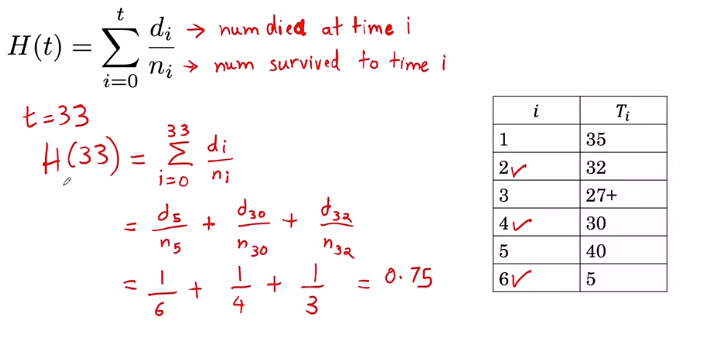 H(t) = \sum_{i=0}^{t} \frac{d_i}{n_i} → num died at time i
→ num survived to time i
t=33
H(33) = \sum_{i=0}^{33} \frac{d_i}{n_i}
= \frac{d_5}{n_5} + \frac{d_{30}}{n_{30}} + \frac{d_{32}}{n_{32}}
= \frac{1}{6} + \frac{1}{4} + \frac{1}{3} = 0.75
i T_i
1 35
2✓ 32
3 27+
4✓ 30
5 40
6✓ 5